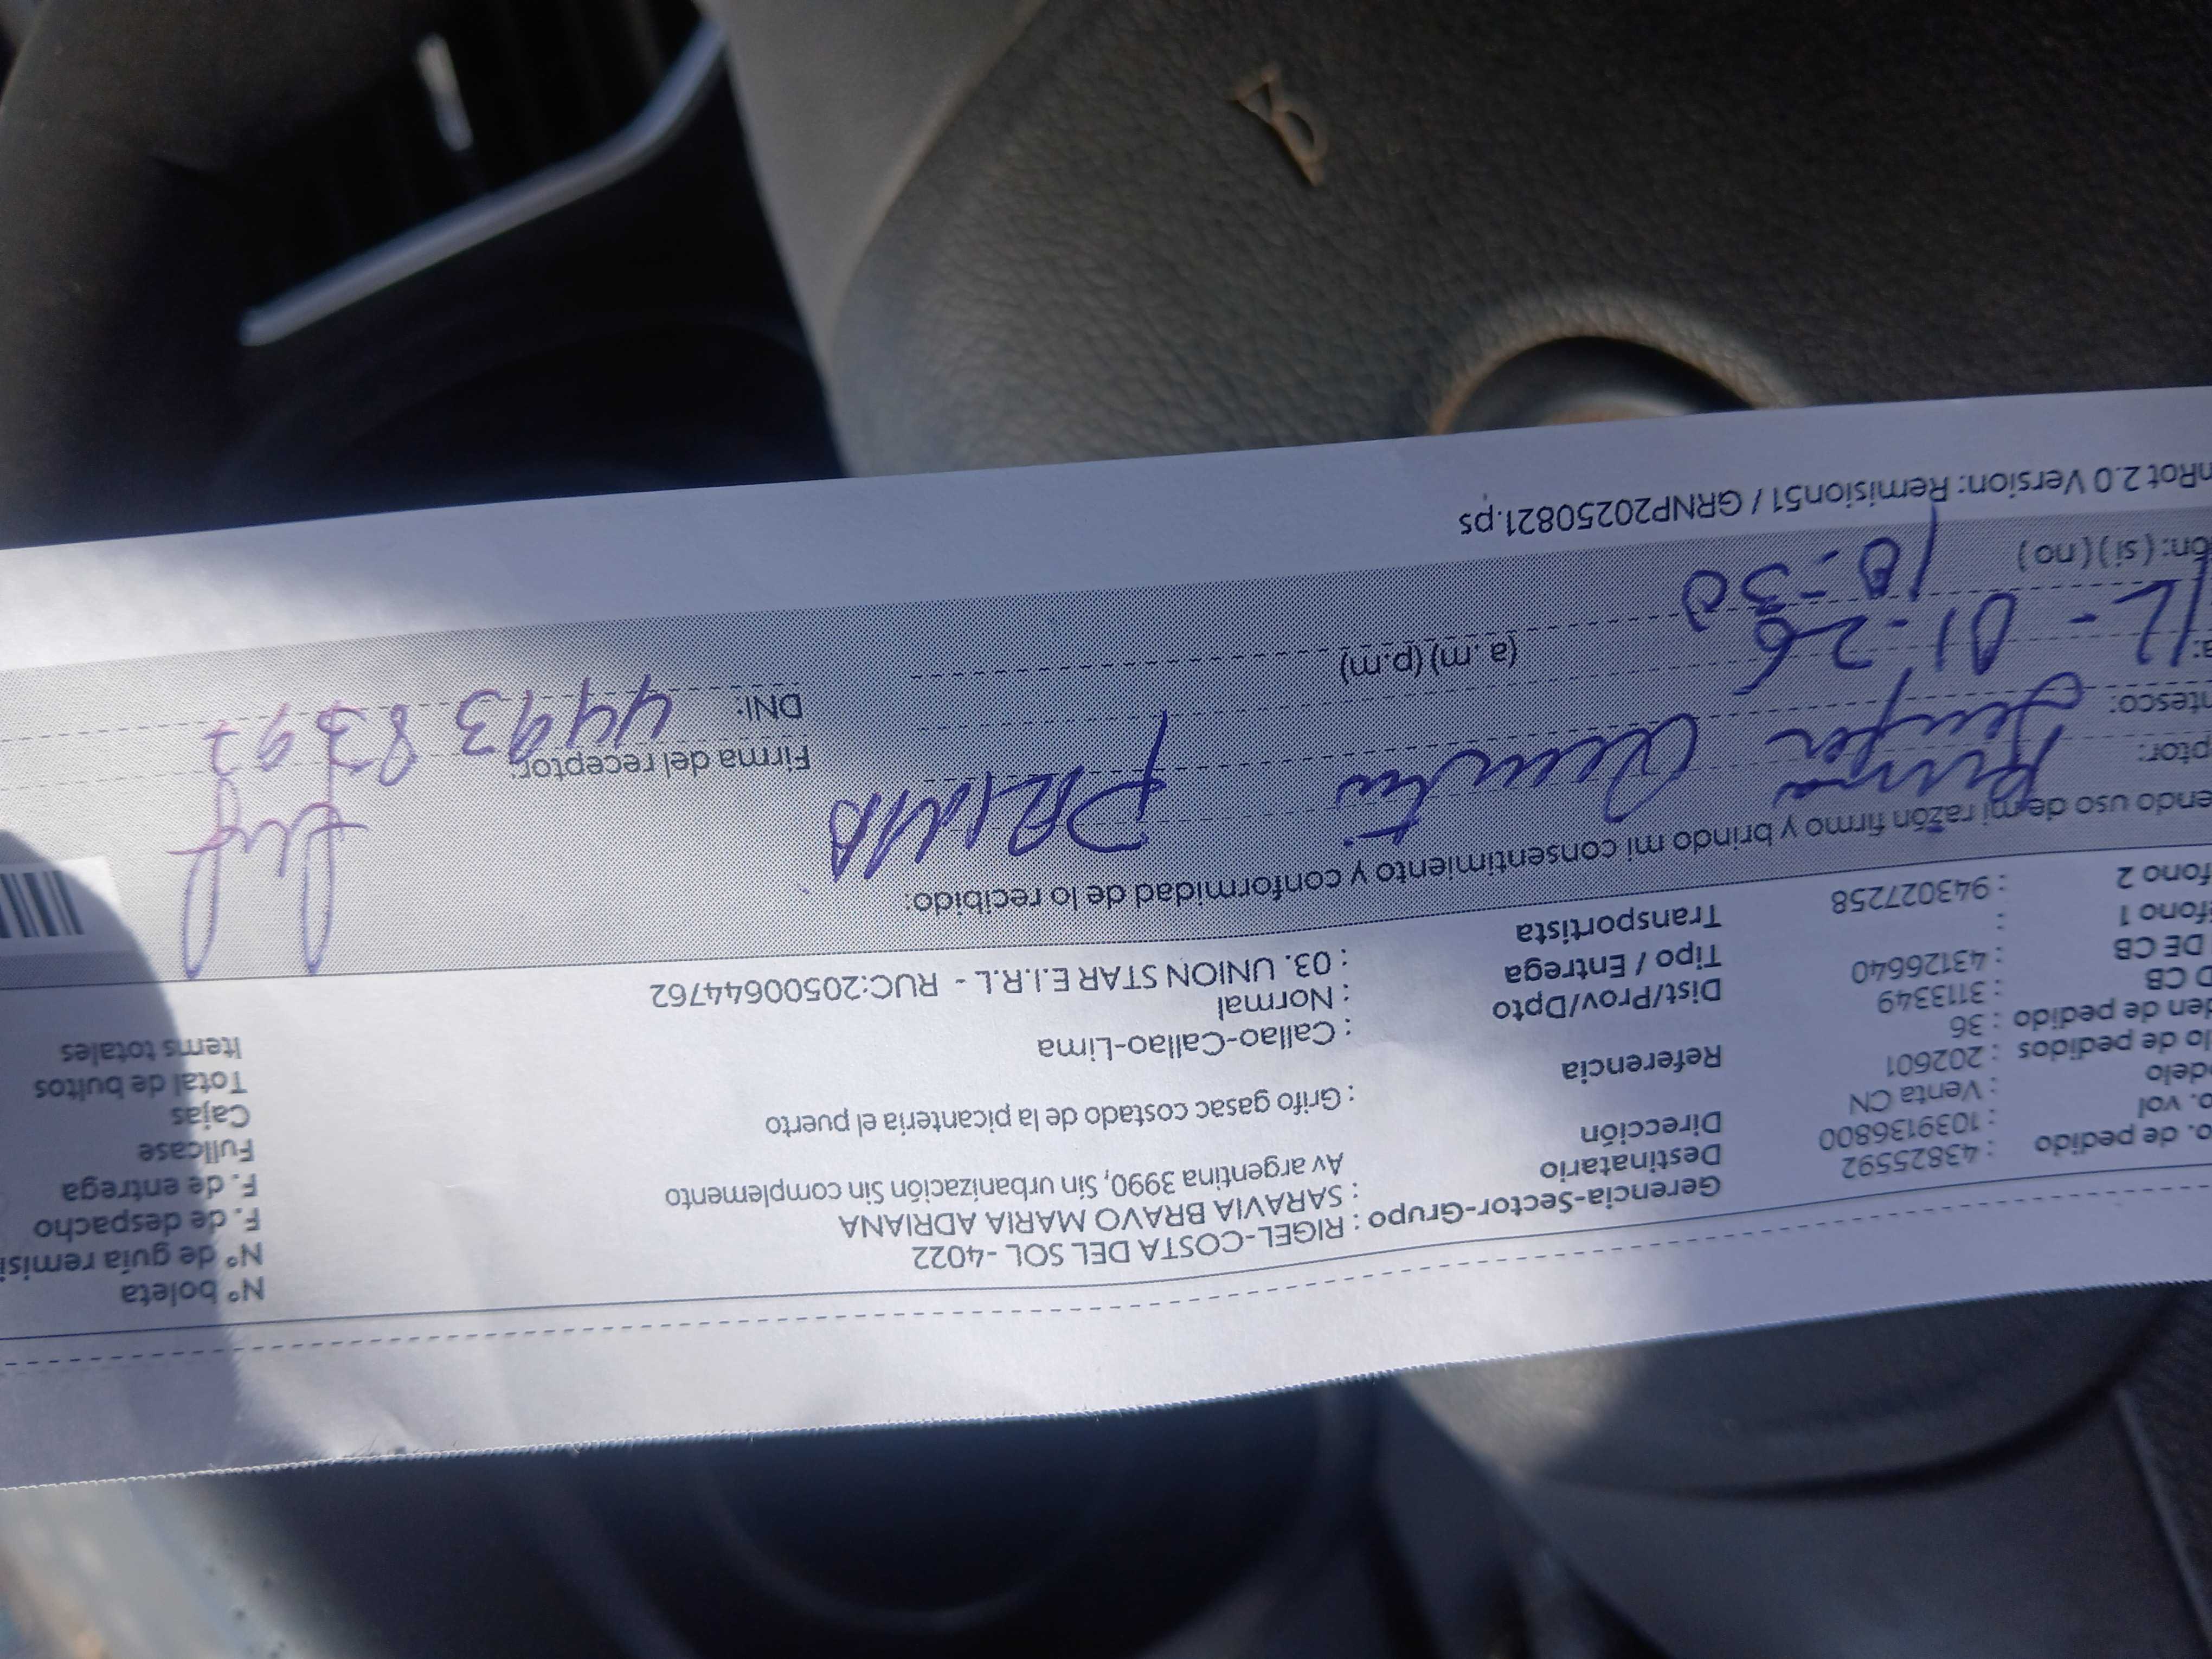 Nº boleta
Gerencia-Sector-Grupo : RIGEL-COSTA DEL SOL -4022
Nº de guía remisi
o. de pedido : 43825592
Destinatario : SARAVIA BRAVO MARIA ADRIANA
F. de despacho
o. vol : 1039136800
Dirección Av argentina 3990, Sin urbanización Sin complemento
F. de entrega
delo : Venta CN
Fullcase
lo de pedidos : 202601
Referencia : Grifo gasac costado de la picantería el puerto
Cajas
den de pedido : 36
Total de bultos
D CB : 3113349
Dist/Prov/Dpto : Callao-Callao-Lima
Items totales
DE CB : 43126640
Tipo / Entrega : Normal
fono 1 :
Transportista : 03. UNION STAR E.I.R.L - RUC:20500644762
fono 2 : 943027258
endo uso de mi razón firmo y brindo mi consentimiento y conformidad de lo recibido:
ptor:
PRIMA
Firma del receptor:
ntesco:
DNI: 44938397
a: 12-01-26
(a.m) (p.m)
10:30
ón: ( si ) ( no )
nRot 2.0 Version: Remision51 / GRNP20250821.ps